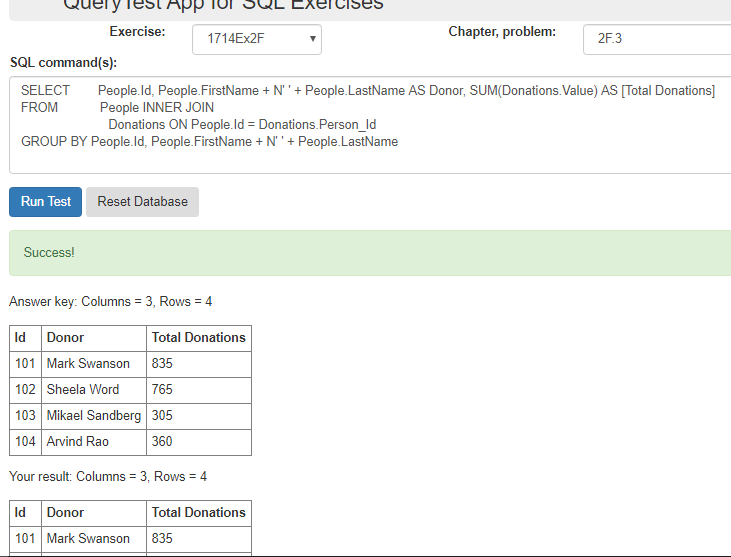 QueryTest App for SQL Exercises
Exercise: 1714Ex2F Chapter, problem: 2F.3
SQL command(s):
SELECT People.Id, People.FirstName + N' ' + People.LastName AS Donor, SUM(Donations.Value) AS [Total Donations]
FROM People INNER JOIN
Donations ON People.Id = Donations.Person_Id
GROUP BY People.Id, People.FirstName + N' ' + People.LastName
Run Test Reset Database
Success!
Answer key: Columns = 3, Rows = 4
Id Donor Total Donations
101 Mark Swanson 835
102 Sheela Word 765
103 Mikael Sandberg 305
104 Arvind Rao 360
Your result: Columns = 3, Rows = 4
Id Donor Total Donations
101 Mark Swanson 835